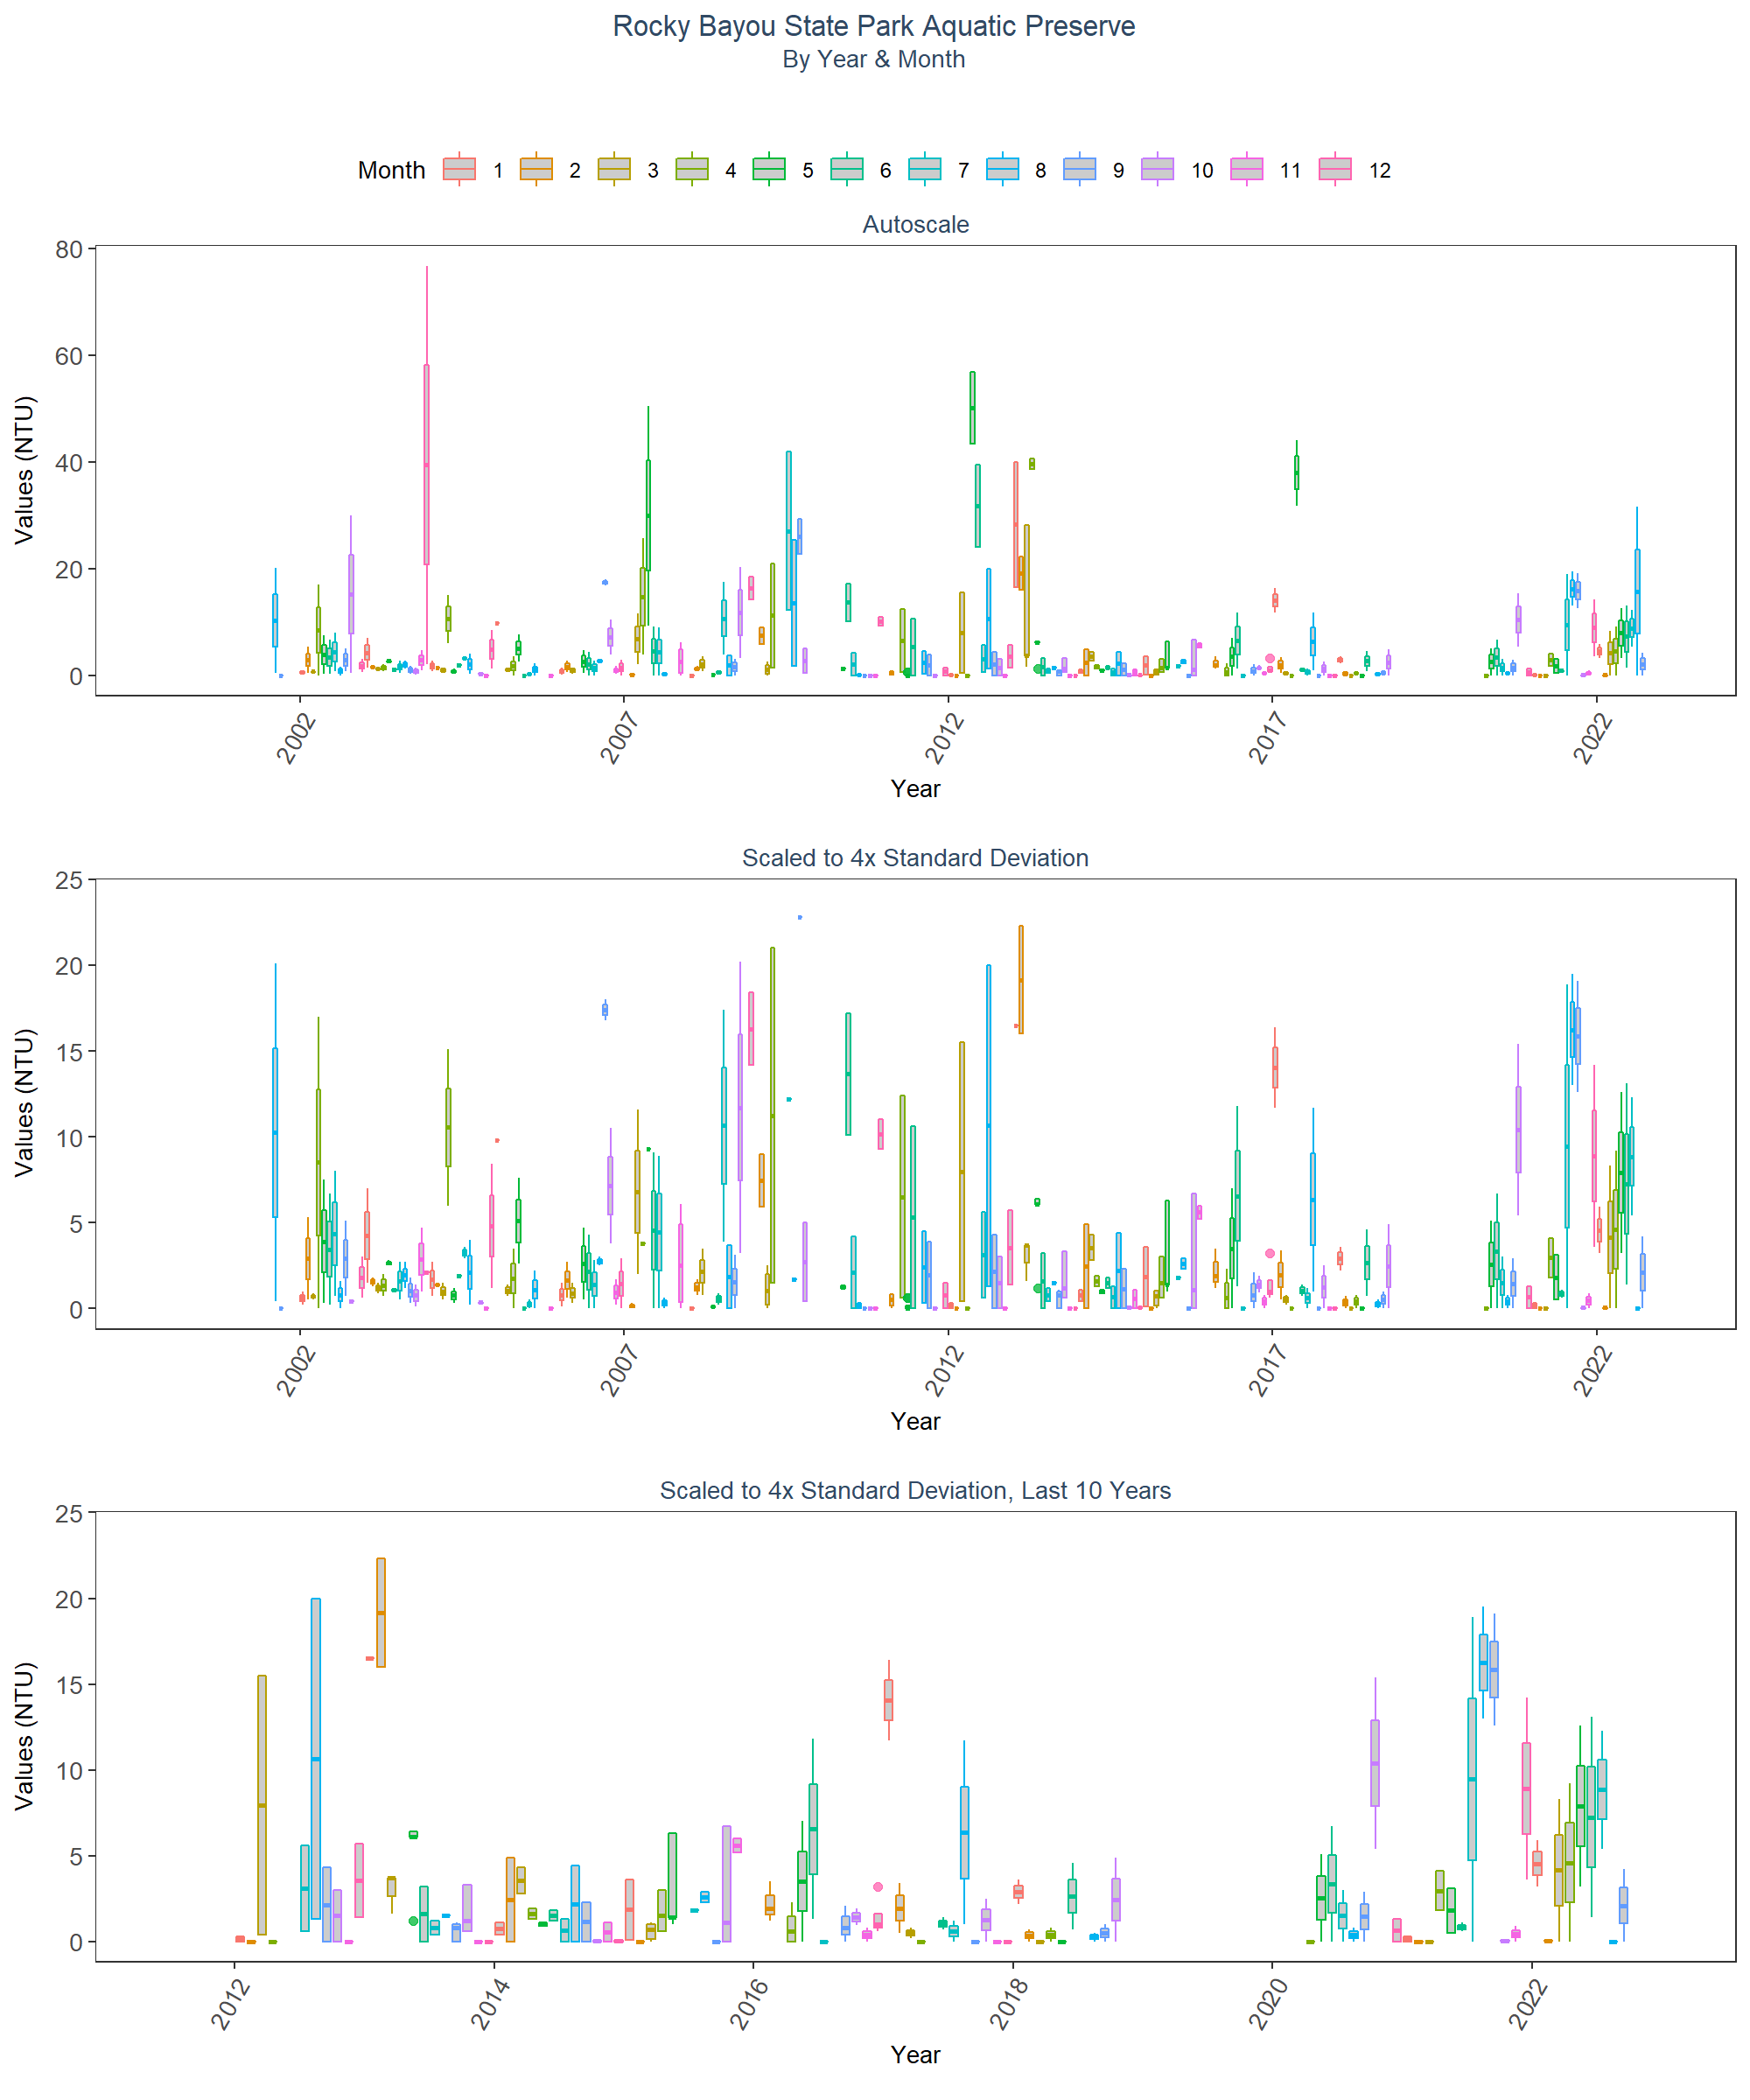 Rocky Bayou State Park Aquatic Preserve
By Year & Month
Month 1 2 3 4 5 6 7 8 9 10 11 12
Autoscale
Values (NTU)
80
60
40
20
0
2002 2007 2012 2017 2022
Year
Scaled to 4x Standard Deviation
Values (NTU)
25
20
15
10
5
0
2002 2007 2012 2017 2022
Year
Scaled to 4x Standard Deviation, Last 10 Years
Values (NTU)
25
20
15
10
5
0
2012 2014 2016 2018 2020 2022
Year